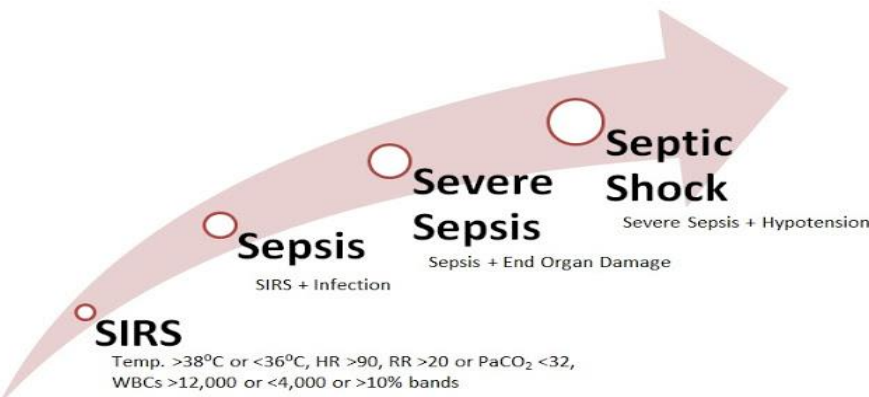 Septic
Shock
Severe Sepsis + Hypotension
Severe
Sepsis
Sepsis + End Organ Damage
Sepsis
SIRS + Infection
SIRS
Temp. >38⁰C or <36⁰C, HR >90, RR >20 or PaCO₂ <32,
WBCs >12,000 or <4,000 or >10% bands